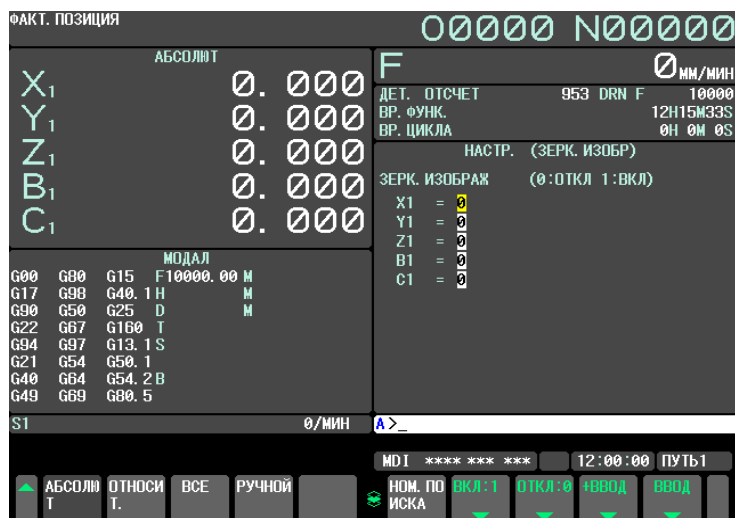 ФАКТ. ПОЗИЦИЯ
O0000 N00000
АБСОЛЮТ
X1 0. 000
Y1 0. 000
Z1 0. 000
B1 0. 000
C1 0. 000
F 0 ММ/МИН
ДЕТ. ОТСЧЕТ 953 DRN F 10000
ВР. ФУНК. 12H15M33S
ВР. ЦИКЛА 0H 0M 0S
НАСТР. (ЗЕРК. ИЗОБР)
ЗЕРК. ИЗОБРАЖ (0:ОТКЛ 1:ВКЛ)
X1 = 0
Y1 = 0
Z1 = 0
B1 = 0
C1 = 0
МОДАЛ
G00 G80 G15 F10000. 00 M
G17 G98 G40. 1 H M
G90 G50 G25 D M
G22 G67 G160 T
G94 G97 G13. 1 S
G21 G54 G50. 1
G40 G64 G54. 2 B
G49 G69 G80. 5
S1 0/МИН
A>_
MDI **** *** *** 12:00:00 ПУТЬ1
АБСОЛЮ
Т
ОТНОСИ
Т.
ВСЕ
РУЧНОЙ
НОМ. ПО
ИСКА
ВКЛ:1
ОТКЛ:0
+ВВОД
ВВОД